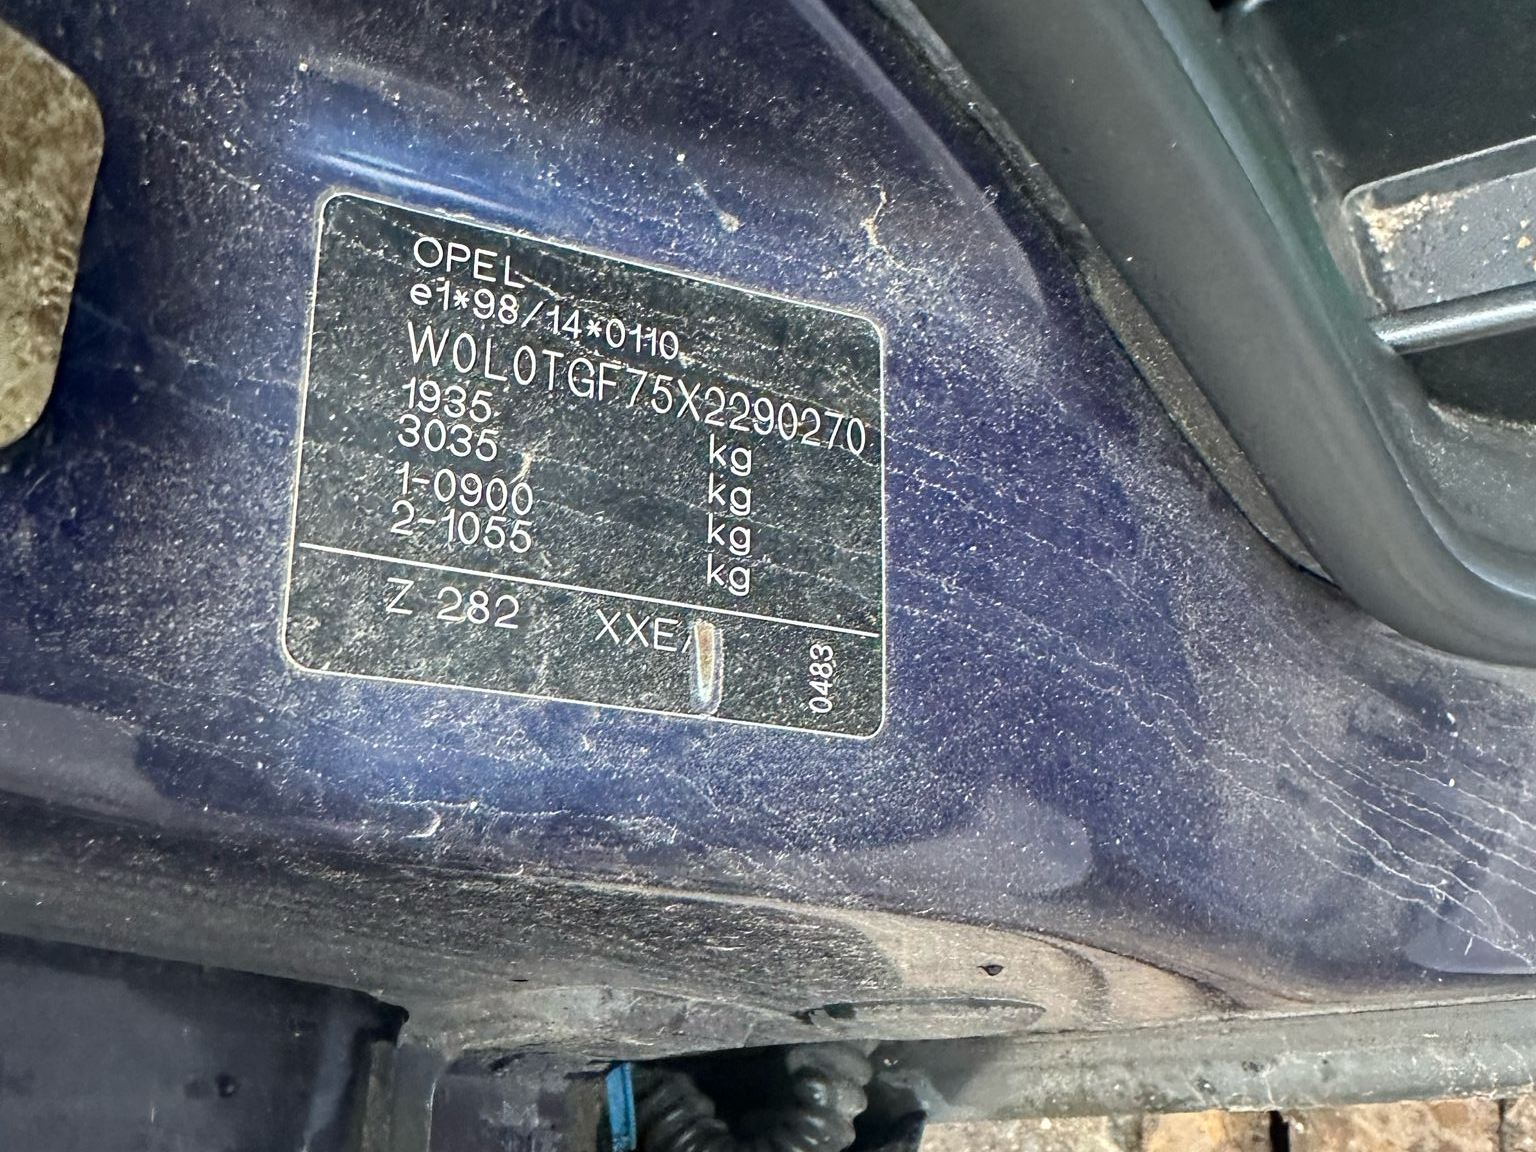 OPEL
e1*98/14*0110
W0L0TGF75X2290270
1935 kg
3035 kg
1-0900 kg
2-1055 kg
Z 282 XXE
0483